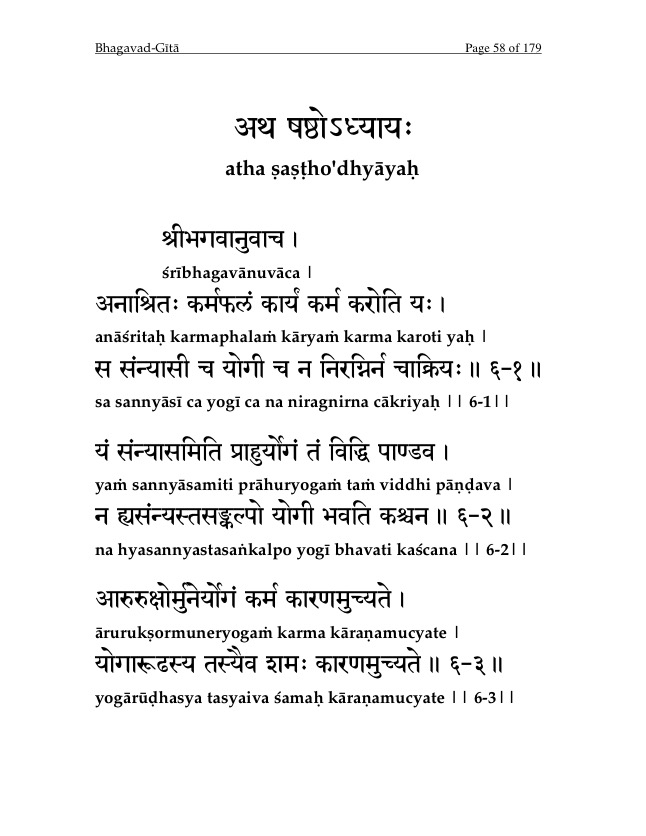 Bhagavad-Gītā Page 58 of 179
अथ षष्ठोऽध्यायः
atha ṣaṣṭho'dhyāyaḥ
श्रीभगवानुवाच ।
śrībhagavānuvāca |
अनाश्रितः कर्मफलं कार्यं कर्म करोति यः ।
anāśritaḥ karmaphalaṁ kāryaṁ karma karoti yaḥ |
स संन्यासी च योगी च न निरग्निर्न चाक्रियः ॥ ६-१॥
sa sannyāsī ca yogī ca na niragnirna cākriyaḥ || 6-1||
यं संन्यासमिति प्राहुर्योगं तं विद्धि पाण्डव ।
yaṁ sannyāsamiti prāhuryogaṁ taṁ viddhi pāṇḍava |
न ह्यसंन्यस्तसङ्कल्पो योगी भवति कश्चन ॥ ६-२॥
na hyasannyastasaṅkalpo yogī bhavati kaścana || 6-2||
आरुरुक्षोर्मुनेर्योगं कर्म कारणमुच्यते ।
ārurukṣormuneryogaṁ karma kāraṇamucyate |
योगारूढस्य तस्यैव शमः कारणमुच्यते ॥ ६-३॥
yogārūḍhasya tasyaiva śamaḥ kāraṇamucyate || 6-3||